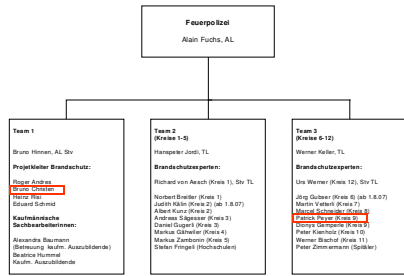 Feuerpolizei
Alain Fuchs, AL
Team 1
Bruno Hinnen, AL Stv
Projektleiter Brandschutz:
Roger Andres
Bruno Christen
Heinz Risi
Eduard Schmid
Kaufmännische
Sachbearbeiterinnen:
Alexandra Baumann
(Betreuung kaufm. Auszubildende)
Beatrice Hummel
Kaufm. Auszubildende
Team 2
(Kreise 1-5)
Hanspeter Jordi, TL
Brandschutzexperten:
Richard von Aesch (Kreis 1), Stv TL
Norbert Breitler (Kreis 1)
Judith Kälin (Kreis 2) (ab 1.8.07)
Albert Kunz (Kreis 2)
Andreas Sägesser (Kreis 3)
Daniel Gugerli (Kreis 3)
Markus Gähwiler (Kreis 4)
Markus Zambonin (Kreis 5)
Stefan Fringeli (Hochschulen)
Team 3
(Kreise 6-12)
Werner Keller, TL
Brandschutzexperten:
Urs Werner (Kreis 12), Stv TL
Jörg Gubser (Kreis 6) (ab 1.8.07)
Martin Vetterli (Kreis 7)
Marcel Schneider (Kreis 8)
Patrick Peyer (Kreis 9)
Dionys Gamperle (Kreis 9)
Peter Kienholz (Kreis 10)
Werner Bischof (Kreis 11)
Peter Zimmermann (Spitäler)